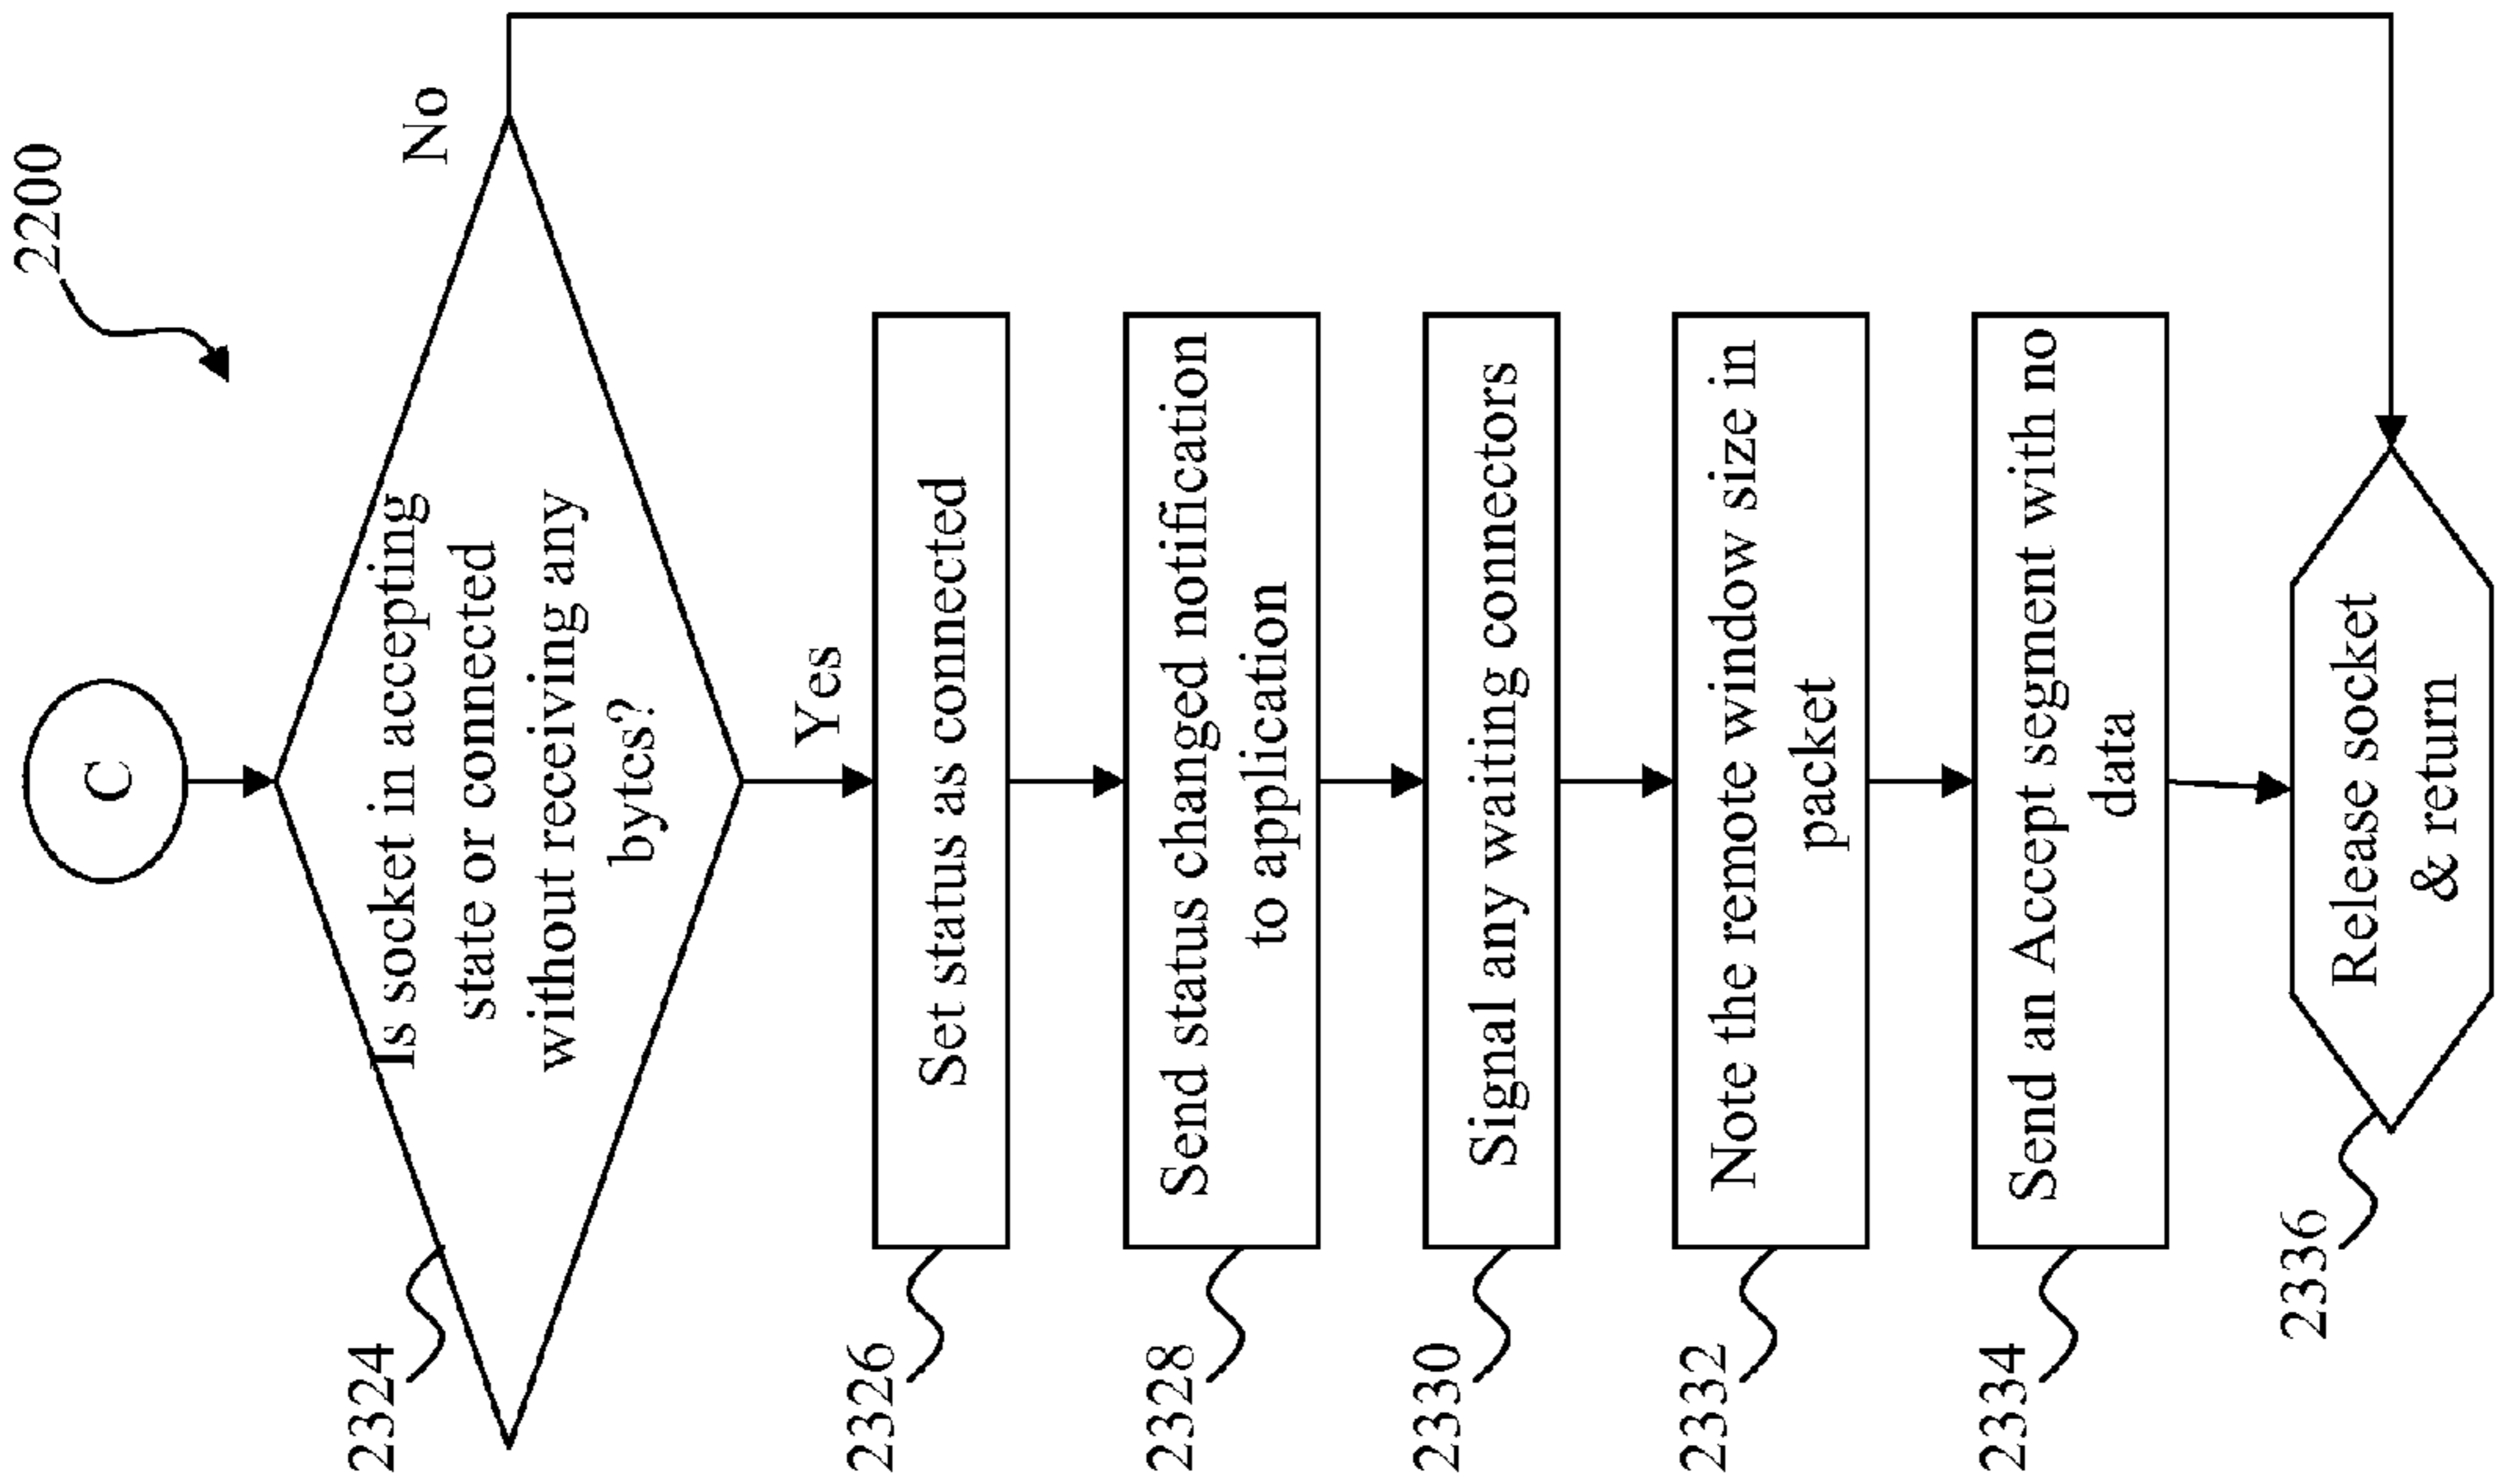 2200
C
2324
Is socket in accepting
state or connected
without receiving any
bytes?
No
Yes
2326
Set status as connected
2328
Send status changed notification
to application
2330
Signal any waiting connectors
2332
Note the remote window size in
packet
2334
Send an Accept segment with no
data
2336
Release socket
& return